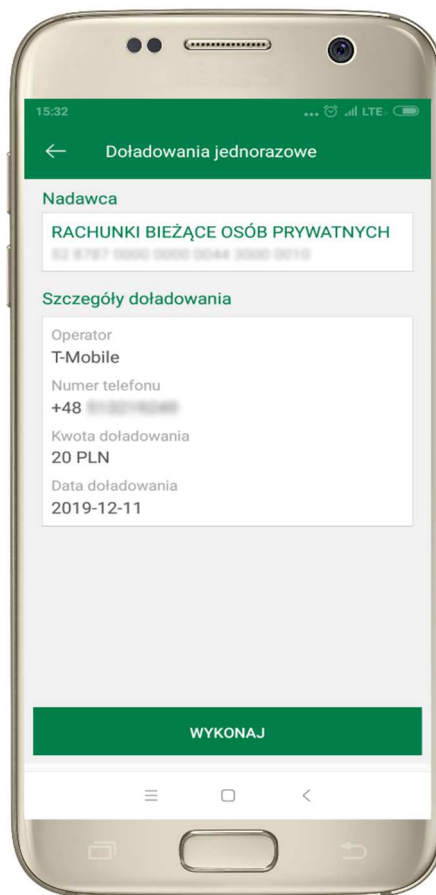 15:32
LTE
Doładowania jednorazowe
Nadawca
RACHUNKI BIEŻĄCE OSÓB PRYWATNYCH
Szczegóły doładowania
Operator
T-Mobile
Numer telefonu
+48
Kwota doładowania
20 PLN
Data doładowania
2019-12-11
WYKONAJ